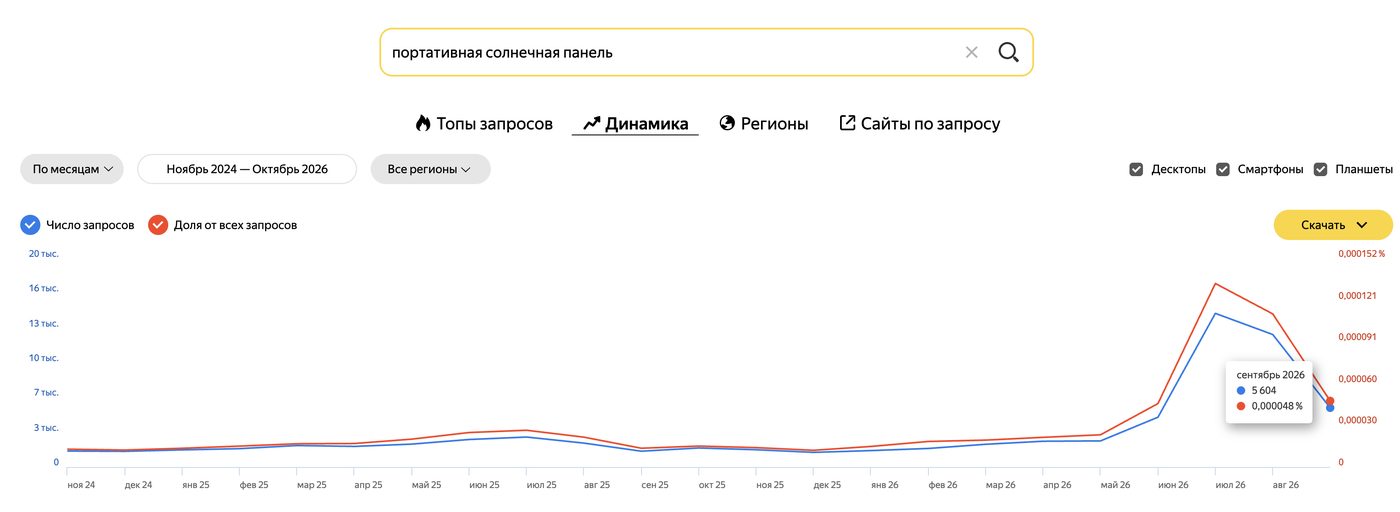 портативная солнечная панель
Топы запросов Динамика Регионы Сайты по запросу
По месяцам Ноябрь 2024 — Октябрь 2026 Все регионы Десктопы Смартфоны Планшеты
Число запросов Доля от всех запросов Скачать
20 тыс. 0,000152 %
16 тыс. 0,000121
13 тыс. 0,000091
10 тыс. 0,000060
7 тыс. 0,000030
3 тыс. 0
0
сентябрь 2026
5 604
0,000048 %
ноя 24 дек 24 янв 25 фев 25 мар 25 апр 25 май 25 июн 25 июл 25 авг 25 сен 25 окт 25 ноя 25 дек 25 янв 26 фев 26 мар 26 апр 26 май 26 июн 26 июл 26 авг 26